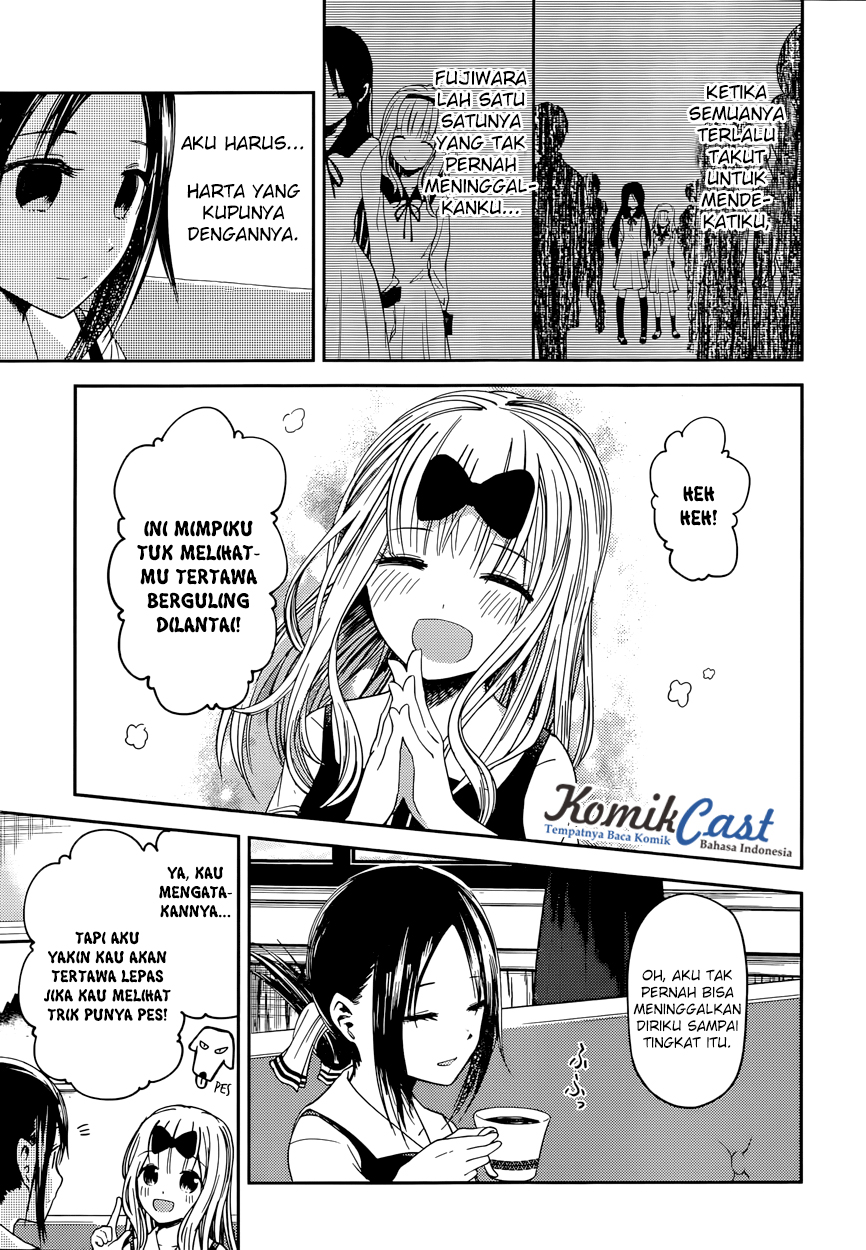 KETIKA
SEMUANYA
TERLALU
TAKUT
UNTUK
MENDE-
KATIKU,
FUJIWARA
LAH SATU
SATUNYA
YANG TAK
PERNAH
MENINGGAL-
KANKU...
AKU HARUS...
HARTA YANG
KUPUNYA
DENGANNYA.
HEH
HEH!
INI MIMPIKU
TUK MELIHAT-
MU TERTAWA
BERGULING
DILANTAI!
KomikCast
Tempatnya Baca Komik
Bahasa Indonesia
OH, AKU TAK
PERNAH BISA
MENINGGALKAN
DIRIKU SAMPAI
TINGKAT ITU.
ふふっ
YA, KAU
MENGATA-
KANNYA...
TAPI AKU
YAKIN KAU AKAN
TERTAWA LEPAS
JIKA KAU MELIHAT
TRIK PUNYA PES!
PES